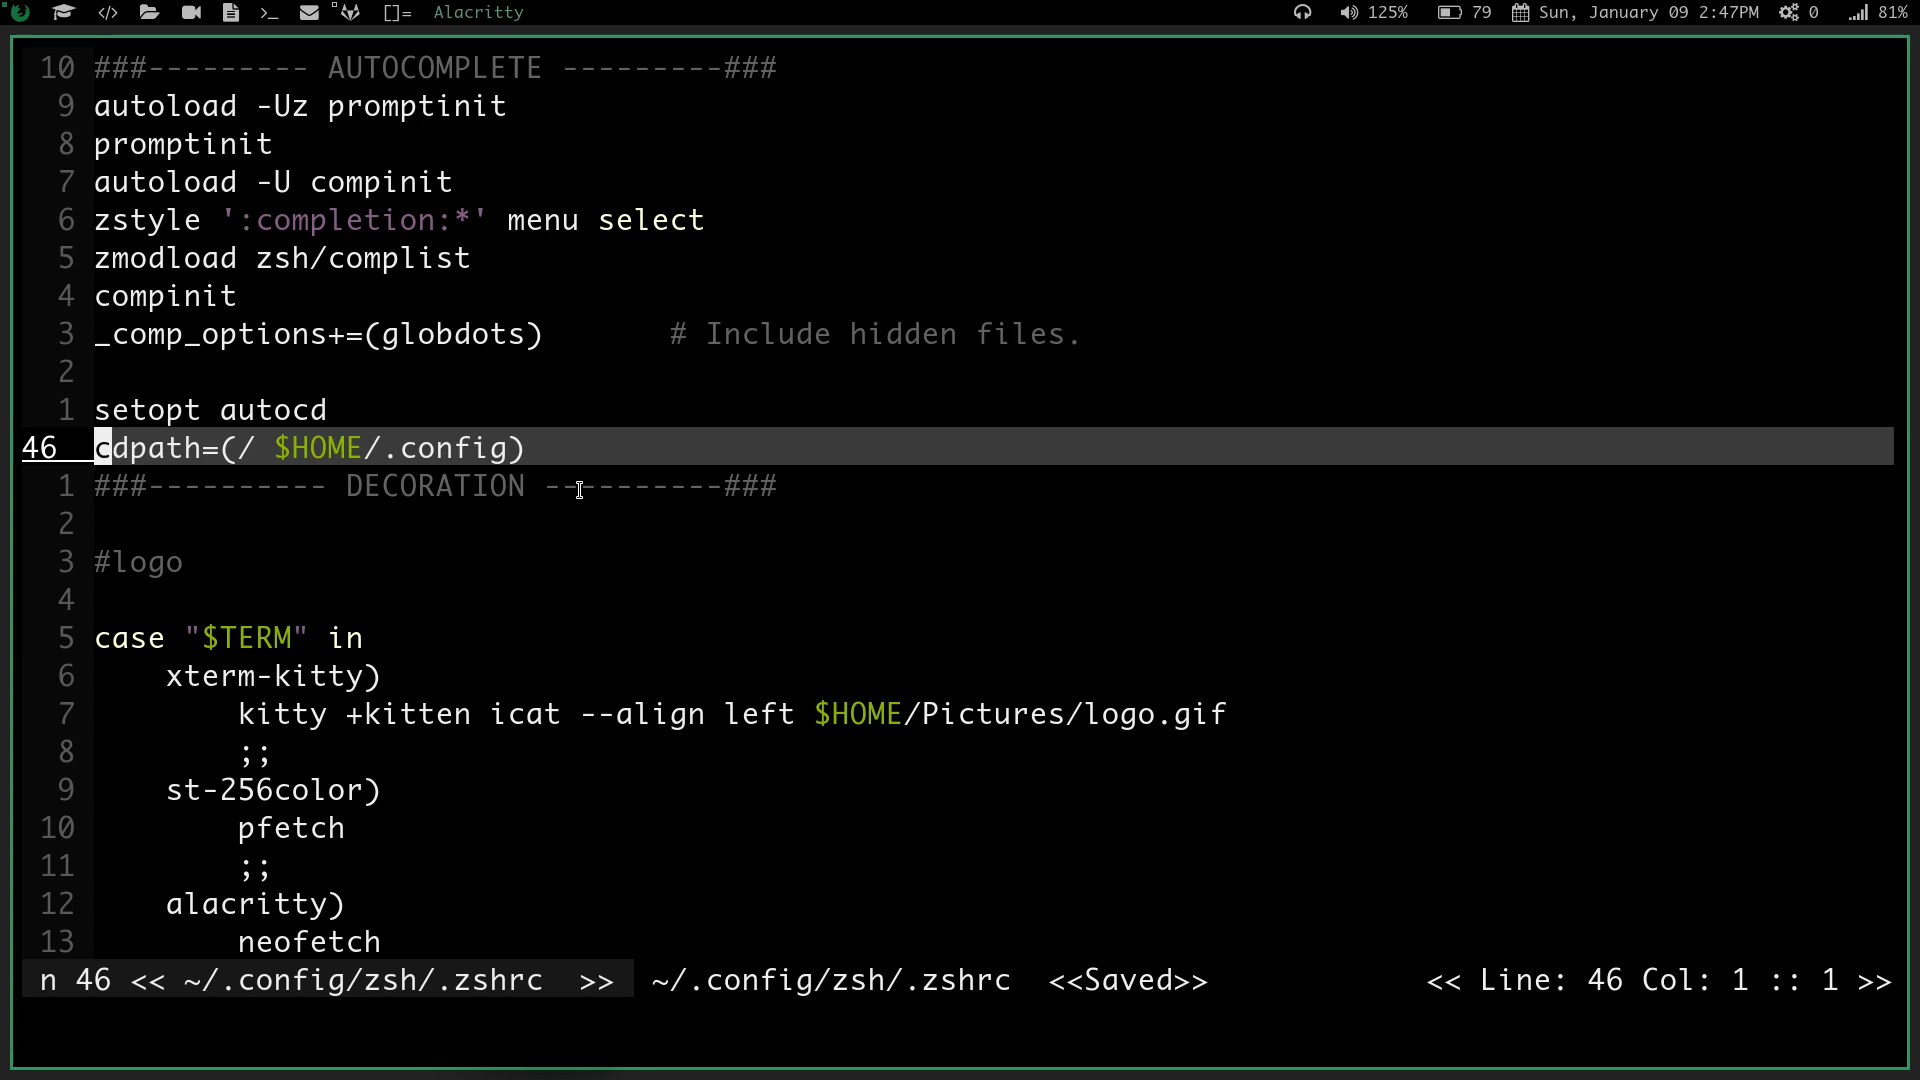 []= Alacritty 125% 79 Sun, January 09 2:47PM 0 81%
10 ###--------- AUTOCOMPLETE ---------###
9 autoload -Uz promptinit
8 promptinit
7 autoload -U compinit
6 zstyle ':completion:*' menu select
5 zmodload zsh/complist
4 compinit
3 _comp_options+=(globdots)       # Include hidden files.
2
1 setopt autocd
46 cdpath=(/ $HOME/.config)
1 ###---------- DECORATION ----------###
2
3 #logo
4
5 case "$TERM" in
6     xterm-kitty)
7         kitty +kitten icat --align left $HOME/Pictures/logo.gif
8         ;;
9     st-256color)
10         pfetch
11         ;;
12     alacritty)
13         neofetch
n 46 << ~/.config/zsh/.zshrc  >> ~/.config/zsh/.zshrc  <<Saved>> << Line: 46 Col: 1 :: 1 >>